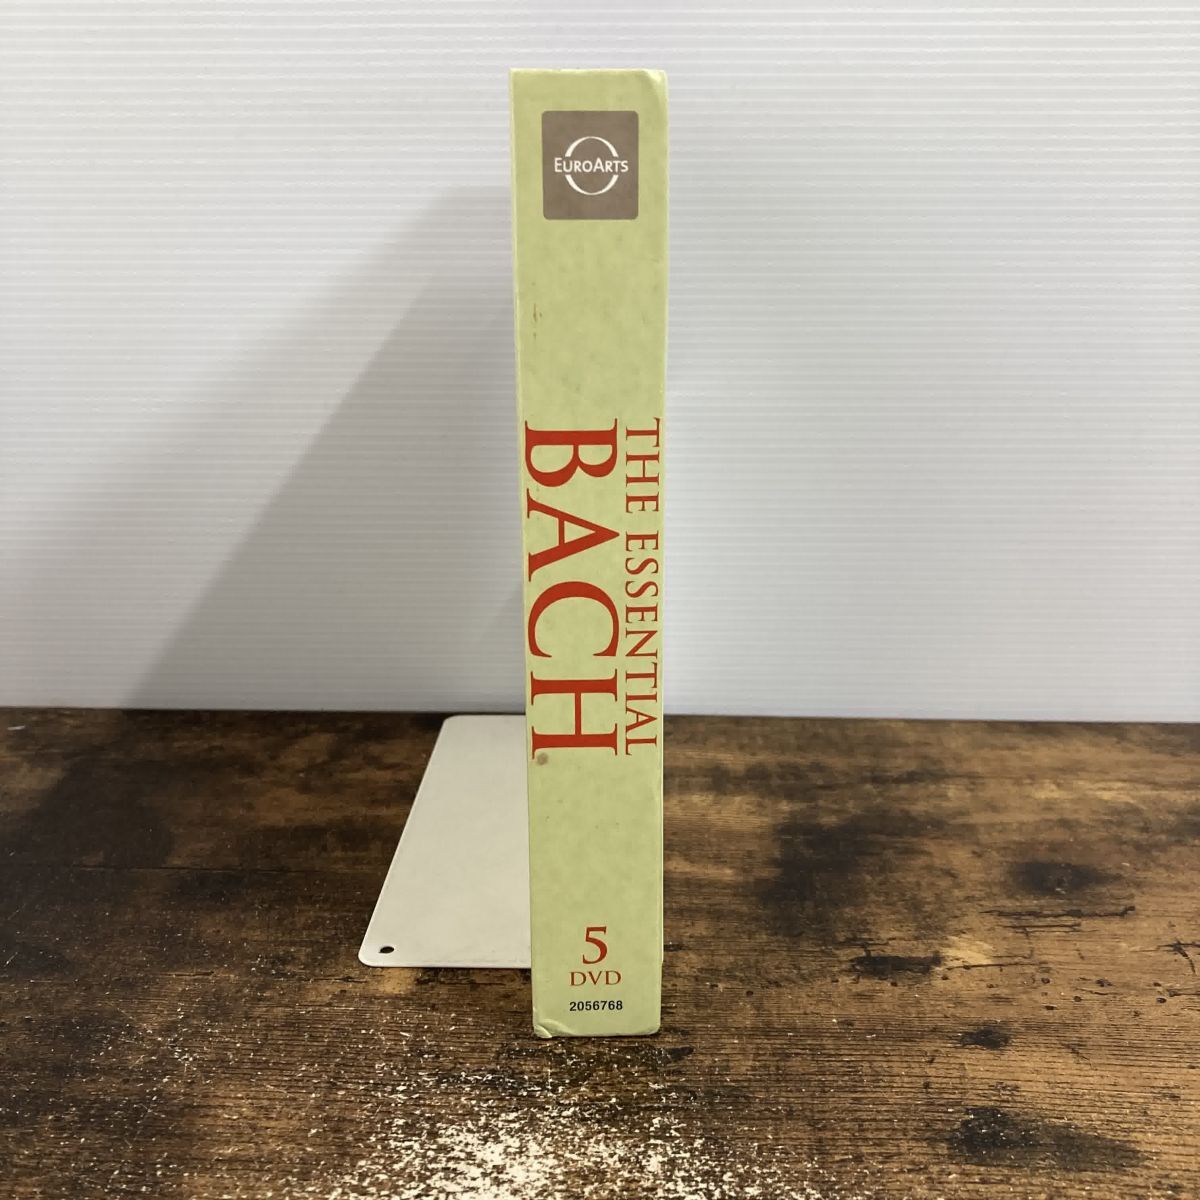 EUROARTS
THE ESSENTIAL
BACH
5
DVD
2056768